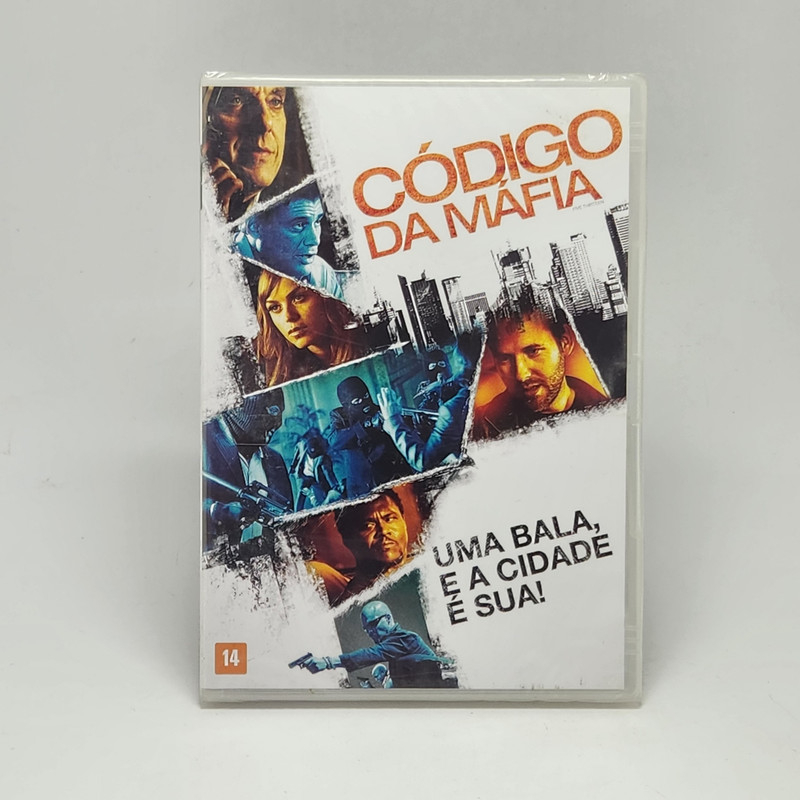 CÓDIGO
DA MÁFIA
UMA BALA,
E A CIDADE
É SUA!
14